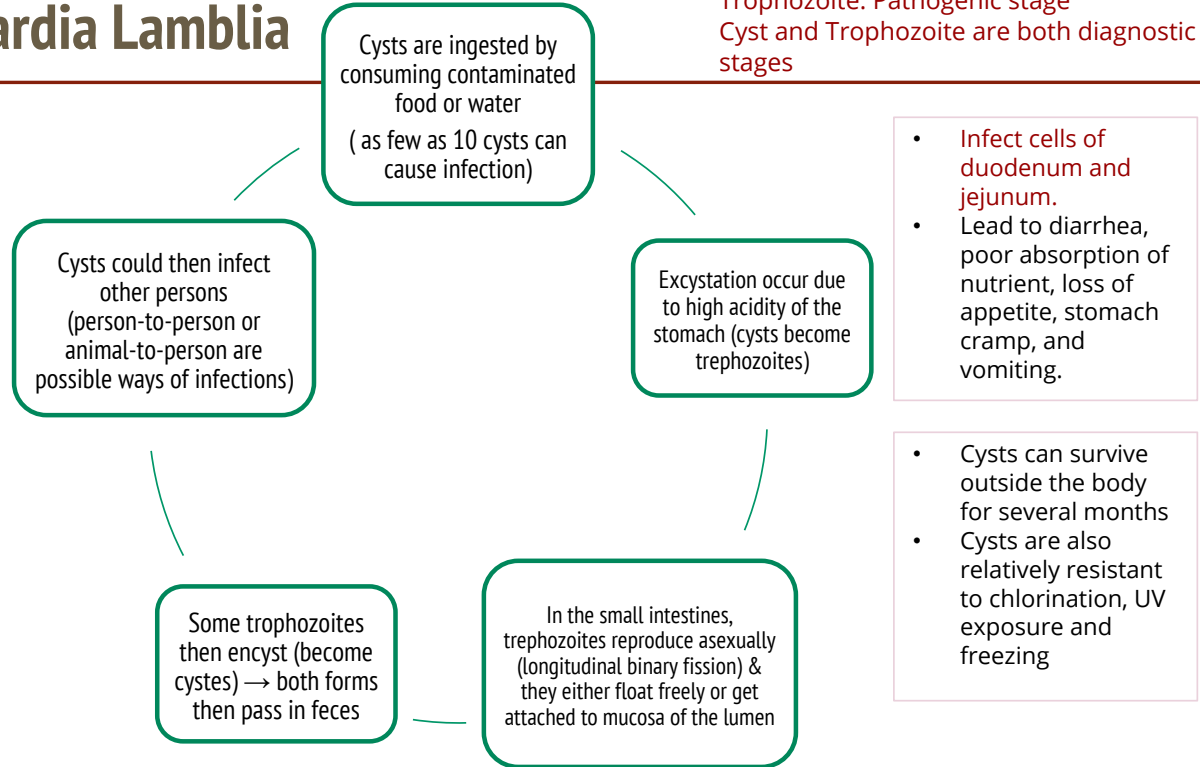 ardia Lamblia
Trophozoite: Pathogenic stage
Cyst and Trophozoite are both diagnostic
stages
Cysts are ingested by
consuming contaminated
food or water
( as few as 10 cysts can
cause infection)
Excystation occur due
to high acidity of the
stomach (cysts become
trephozoites)
In the small intestines,
trephozoites reproduce asexually
(longitudinal binary fission) &
they either float freely or get
attached to mucosa of the lumen
Some trophozoites
then encyst (become
cystes) → both forms
then pass in feces
Cysts could then infect
other persons
(person-to-person or
animal-to-person are
possible ways of infections)
• Infect cells of
duodenum and
jejunum.
• Lead to diarrhea,
poor absorption of
nutrient, loss of
appetite, stomach
cramp, and
vomiting.
• Cysts can survive
outside the body
for several months
• Cysts are also
relatively resistant
to chlorination, UV
exposure and
freezing